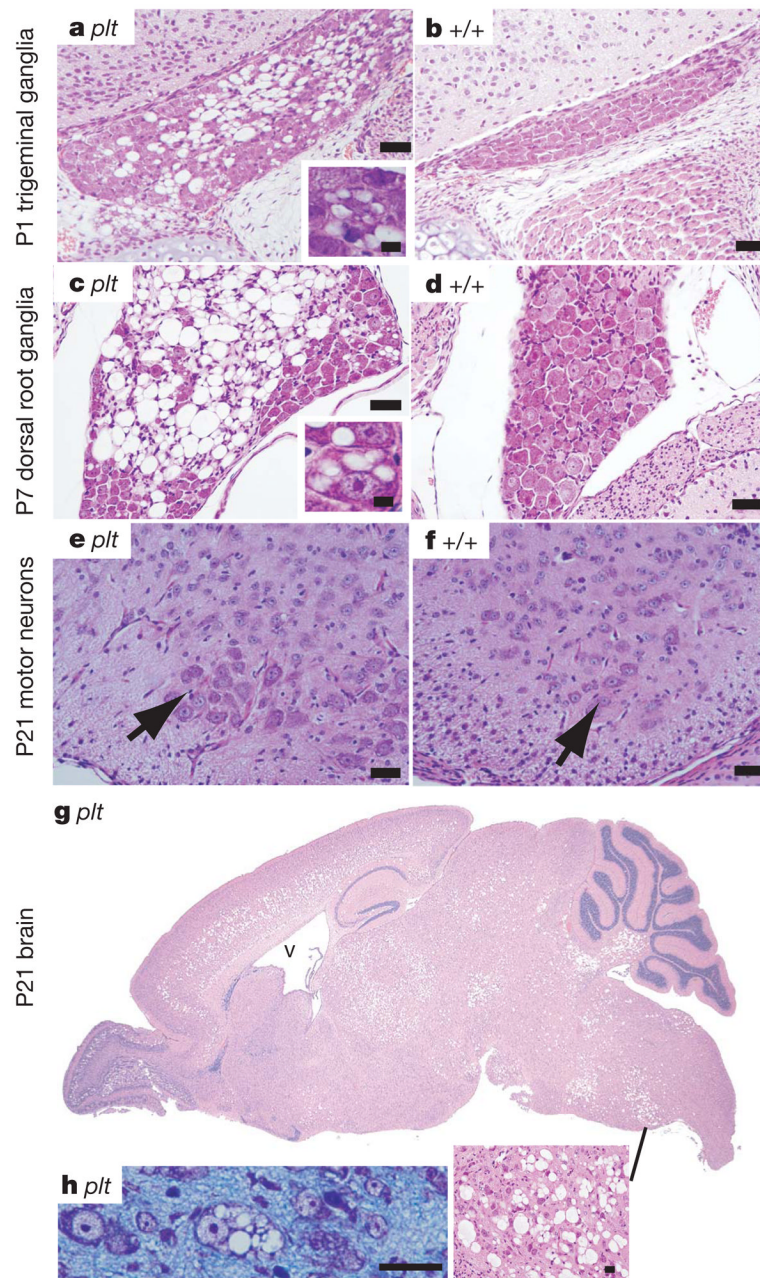 P1 trigeminal ganglia
a plt
b +/+
P7 dorsal root ganglia
c plt
d +/+
P21 motor neurons
e plt
f +/+
P21 brain
g plt
v
h plt